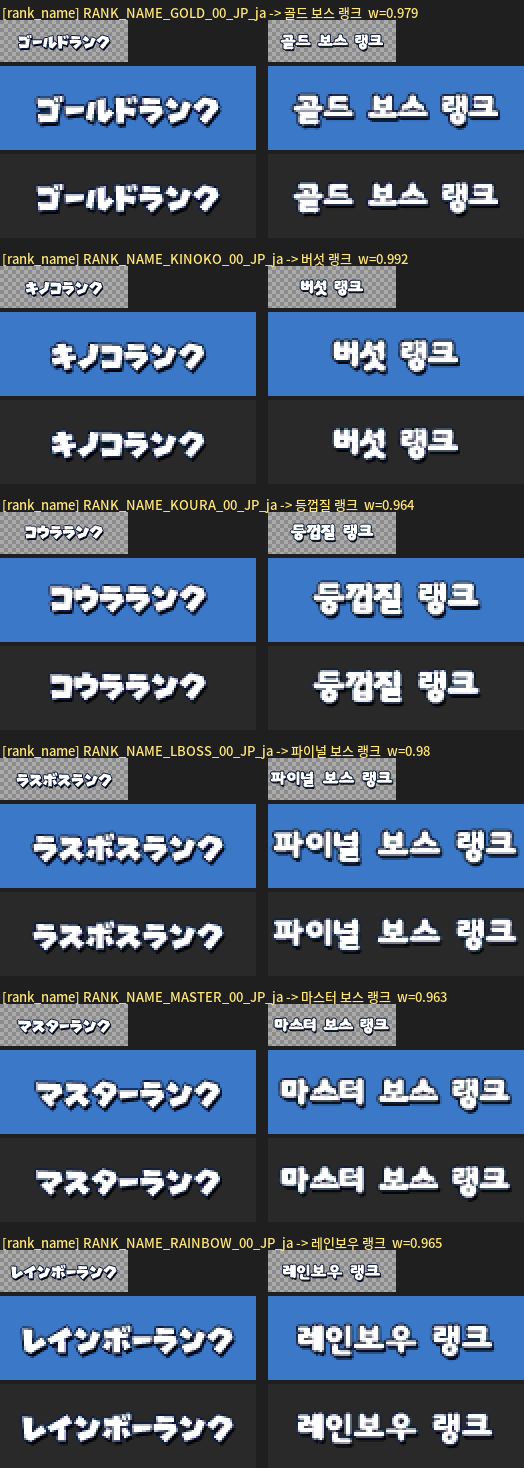 [rank_name] RANK_NAME_GOLD_00_JP_ja -> 골드 보스 랭크 w=0.979
ゴールドランク 골드 보스 랭크
ゴールドランク 골드 보스 랭크
ゴールドランク 골드 보스 랭크
[rank_name] RANK_NAME_KINOKO_00_JP_ja -> 버섯 랭크 w=0.992
キノコランク 버섯 랭크
キノコランク 버섯 랭크
キノコランク 버섯 랭크
[rank_name] RANK_NAME_KOURA_00_JP_ja -> 등껍질 랭크 w=0.964
コウラランク 등껍질 랭크
コウラランク 등껍질 랭크
コウラランク 등껍질 랭크
[rank_name] RANK_NAME_LBOSS_00_JP_ja -> 파이널 보스 랭크 w=0.98
ラスボスランク 파이널 보스 랭크
ラスボスランク 파이널 보스 랭크
ラスボスランク 파이널 보스 랭크
[rank_name] RANK_NAME_MASTER_00_JP_ja -> 마스터 보스 랭크 w=0.963
マスターランク 마스터 보스 랭크
マスターランク 마스터 보스 랭크
マスターランク 마스터 보스 랭크
[rank_name] RANK_NAME_RAINBOW_00_JP_ja -> 레인보우 랭크 w=0.965
レインボーランク 레인보우 랭크
レインボーランク 레인보우 랭크
レインボーランク 레인보우 랭크